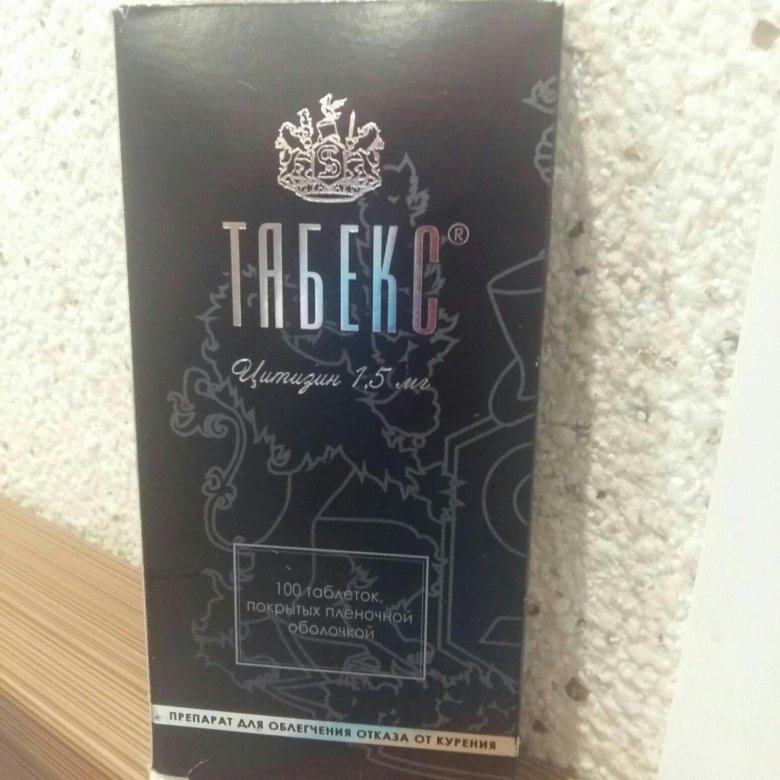 S
ТАБЕКС®
Цитизин 1,5 мг
100 таблеток,
покрытых пленочной
оболочкой
ПРЕПАРАТ ДЛЯ ОБЛЕГЧЕНИЯ ОТКАЗА ОТ КУРЕНИЯ